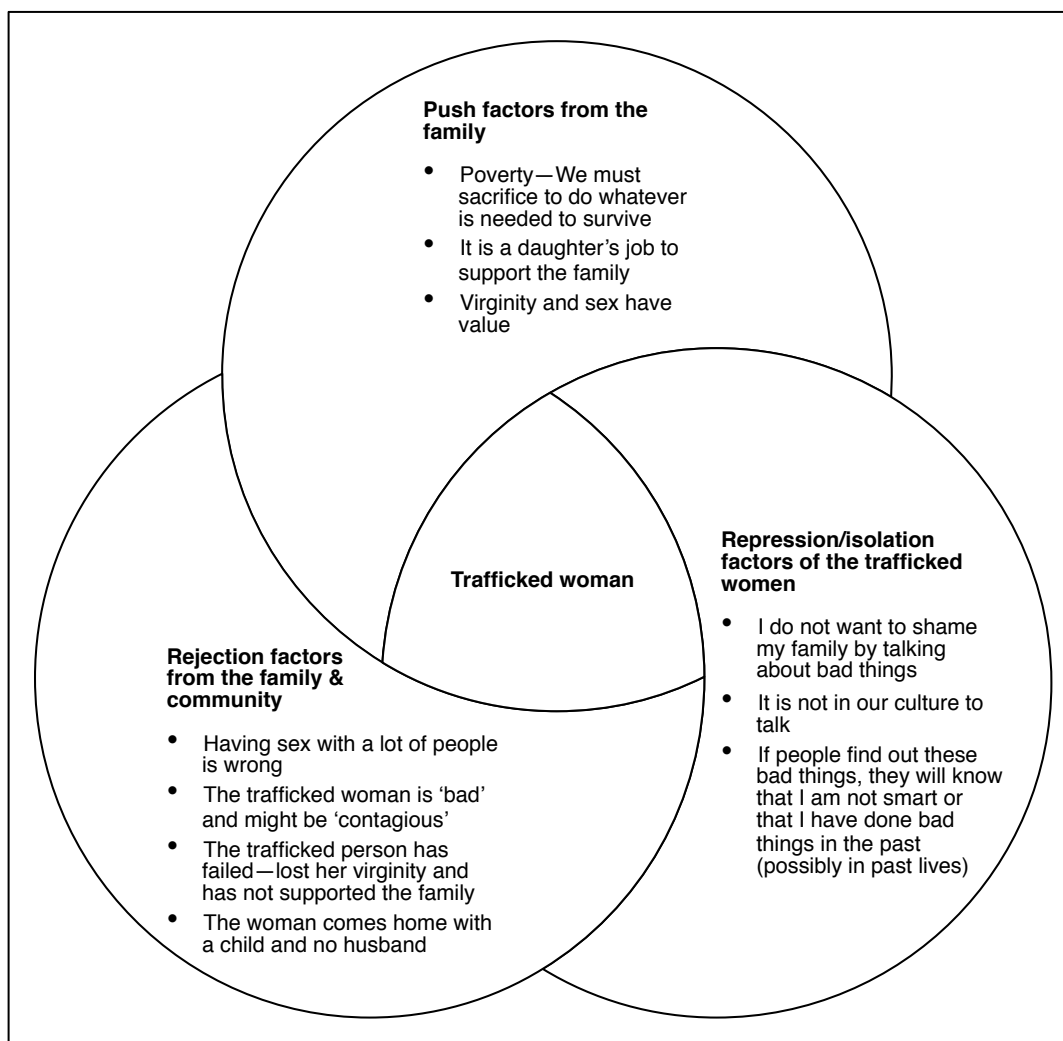 Push factors from the
family
• Poverty—We must
sacrifice to do whatever
is needed to survive
• It is a daughter’s job to
support the family
• Virginity and sex have
value
Trafficked woman
Repression/isolation
factors of the trafficked
women
• I do not want to shame
my family by talking
about bad things
• It is not in our culture to
talk
• If people find out these
bad things, they will know
that I am not smart or
that I have done bad
things in the past
(possibly in past lives)
Rejection factors
from the family &
community
• Having sex with a lot of people
is wrong
• The trafficked woman is ‘bad’
and might be ‘contagious’
• The trafficked person has
failed—lost her virginity and
has not supported the family
• The woman comes home with
a child and no husband